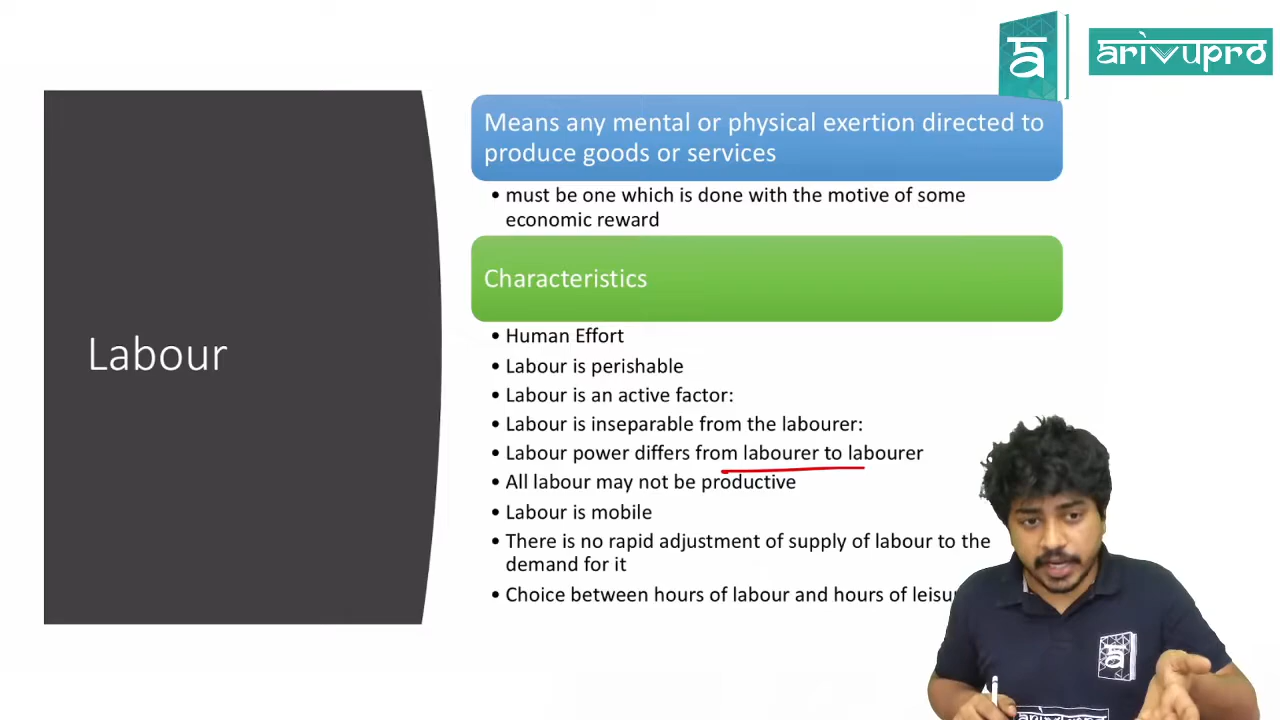 arivupro
Means any mental or physical exertion directed to
produce goods or services
• must be one which is done with the motive of some
economic reward
Characteristics
Labour
• Human Effort
• Labour is perishable
• Labour is an active factor:
• Labour is inseparable from the labourer:
• Labour power differs from labourer to labourer
• All labour may not be productive
• Labour is mobile
• There is no rapid adjustment of supply of labour to the
demand for it
• Choice between hours of labour and hours of